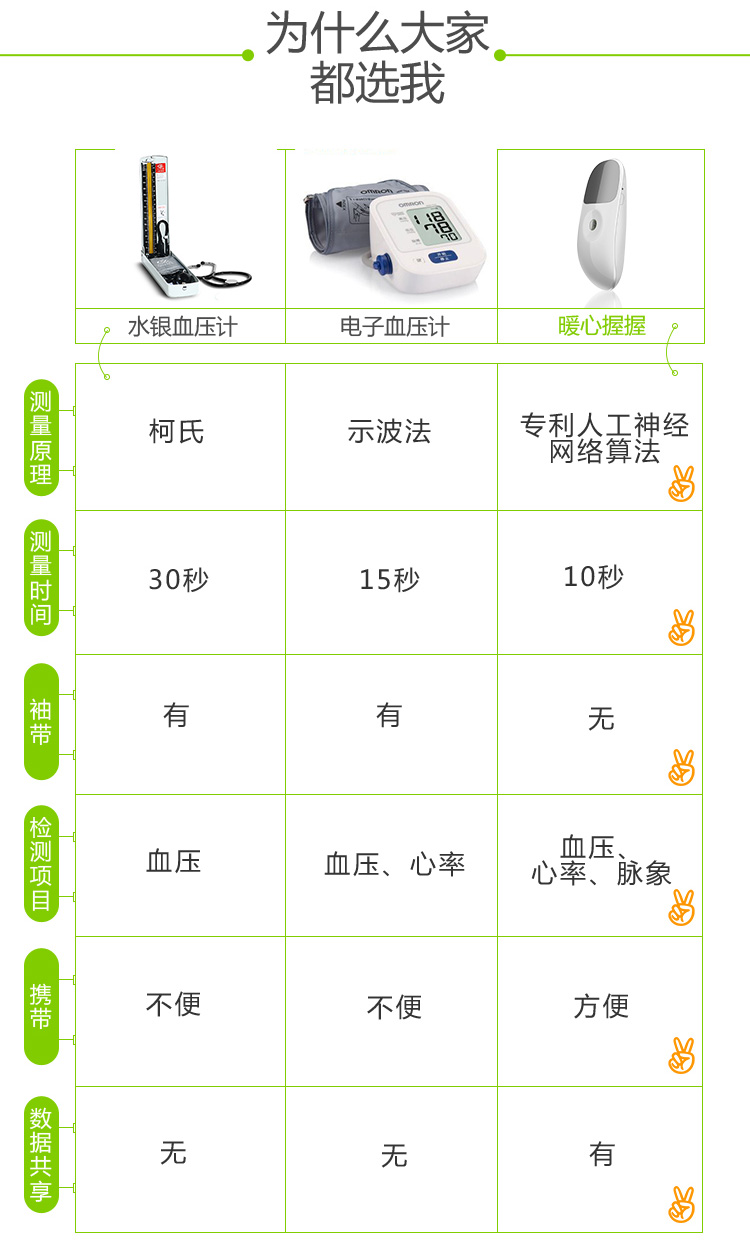 为什么大家
都选我
OMRON
OMRON
118
78
70
水银血压计
电子血压计
暖心握握
测量原理
柯氏
示波法
专利人工神经
网络算法
测量时间
30秒
15秒
10秒
袖带
有
有
无
检测项目
血压
血压、心率
血压、
心率、脉象
携带
不便
不便
方便
数据共享
无
无
有